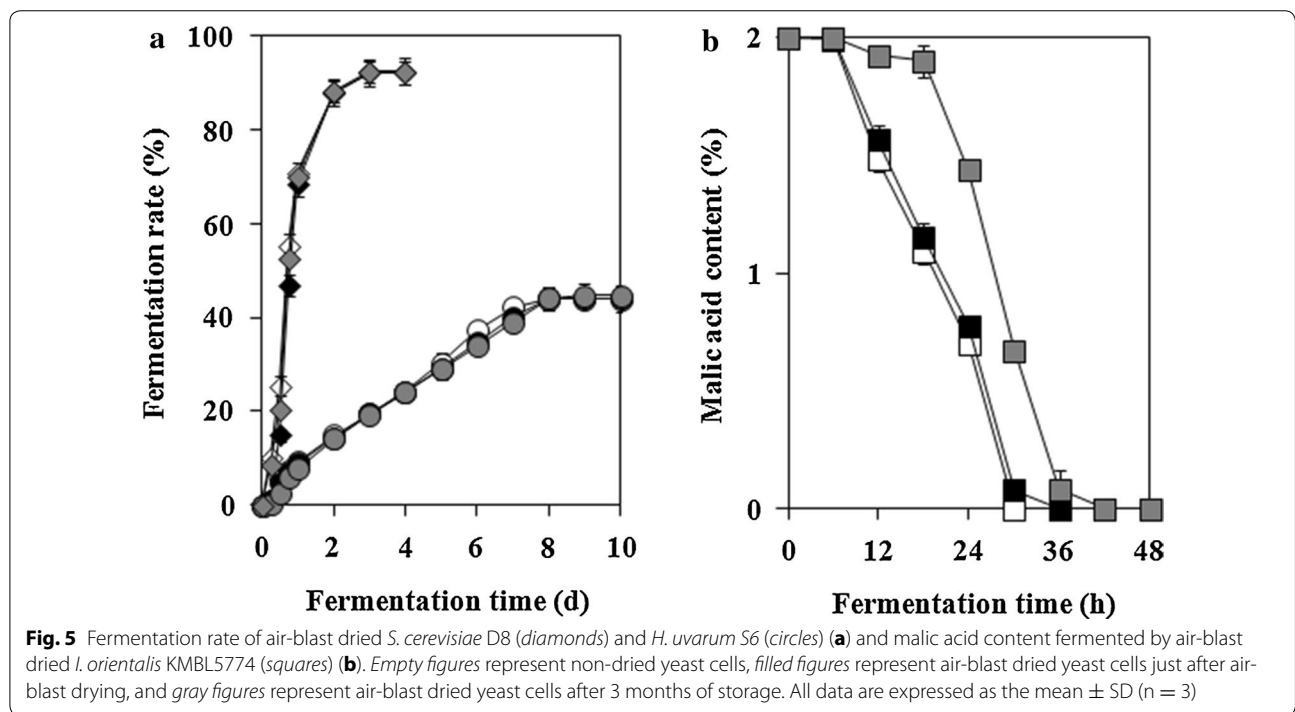 a
100
80
60
40
20
0
Fermentation rate (%)
0 2 4 6 8 10
Fermentation time (d)
b
2
1
0
Malic acid content (%)
0 12 24 36 48
Fermentation time (h)
Fig. 5 Fermentation rate of air-blast dried S. cerevisiae D8 (diamonds) and H. uvarum S6 (circles) (a) and malic acid content fermented by air-blast
dried I. orientalis KMBL5774 (squares) (b). Empty figures represent non-dried yeast cells, filled figures represent air-blast dried yeast cells just after air-
blast drying, and gray figures represent air-blast dried yeast cells after 3 months of storage. All data are expressed as the mean ± SD (n = 3)